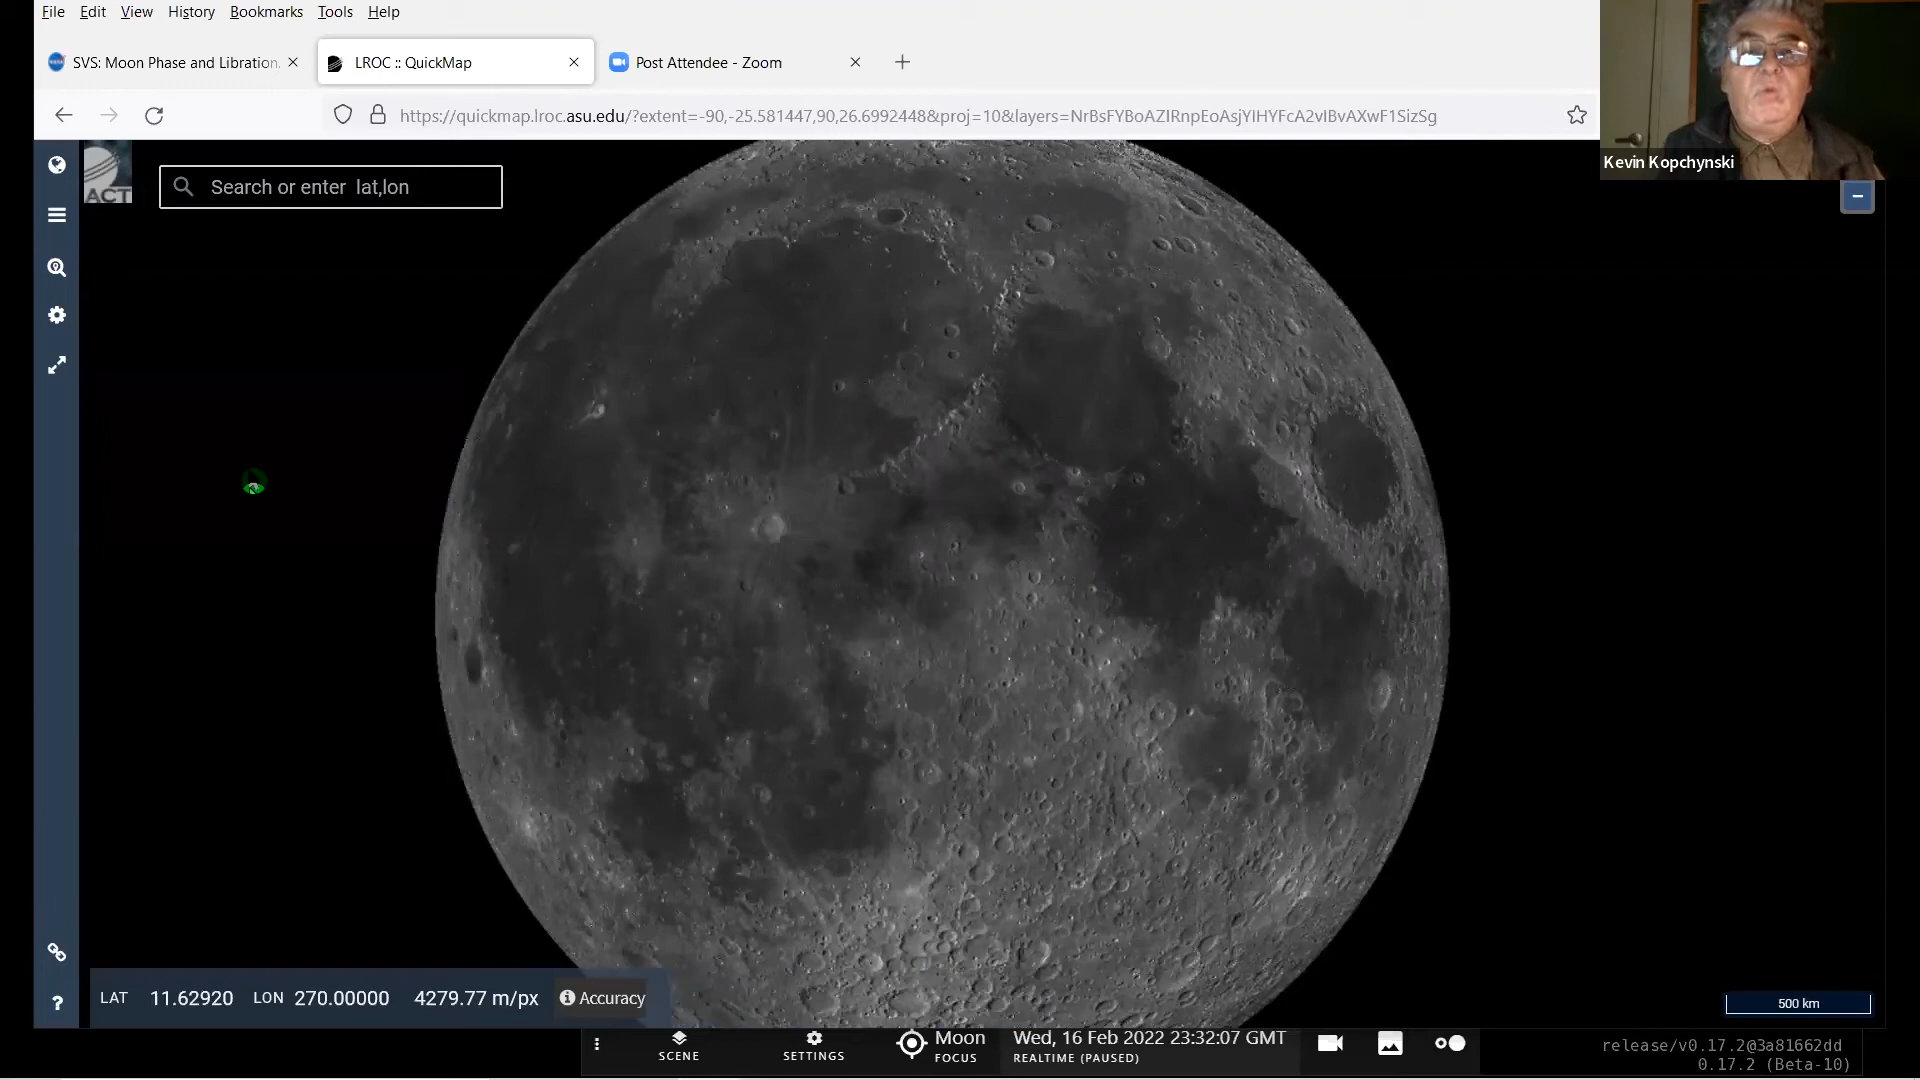 File Edit View History Bookmarks Tools Help
SVS: Moon Phase and Libration,
LROC :: QuickMap
Post Attendee - Zoom
https://quickmap.lroc.asu.edu/?extent=-90,-25.581447,90,26.6992448&proj=10&layers=NrBsFYBoAZIRnpEoAsjYIHYFcA2vIBvAXwF1SizSg
Kevin Kopchynski
ACT
Search or enter lat,lon
LAT 11.62920 LON 270.00000 4279.77 m/px Accuracy
500 km
SCENE
SETTINGS
Moon
FOCUS
Wed, 16 Feb 2022 23:32:07 GMT
REALTIME (PAUSED)
release/v0.17.2@3a81662dd
0.17.2 (Beta-10)